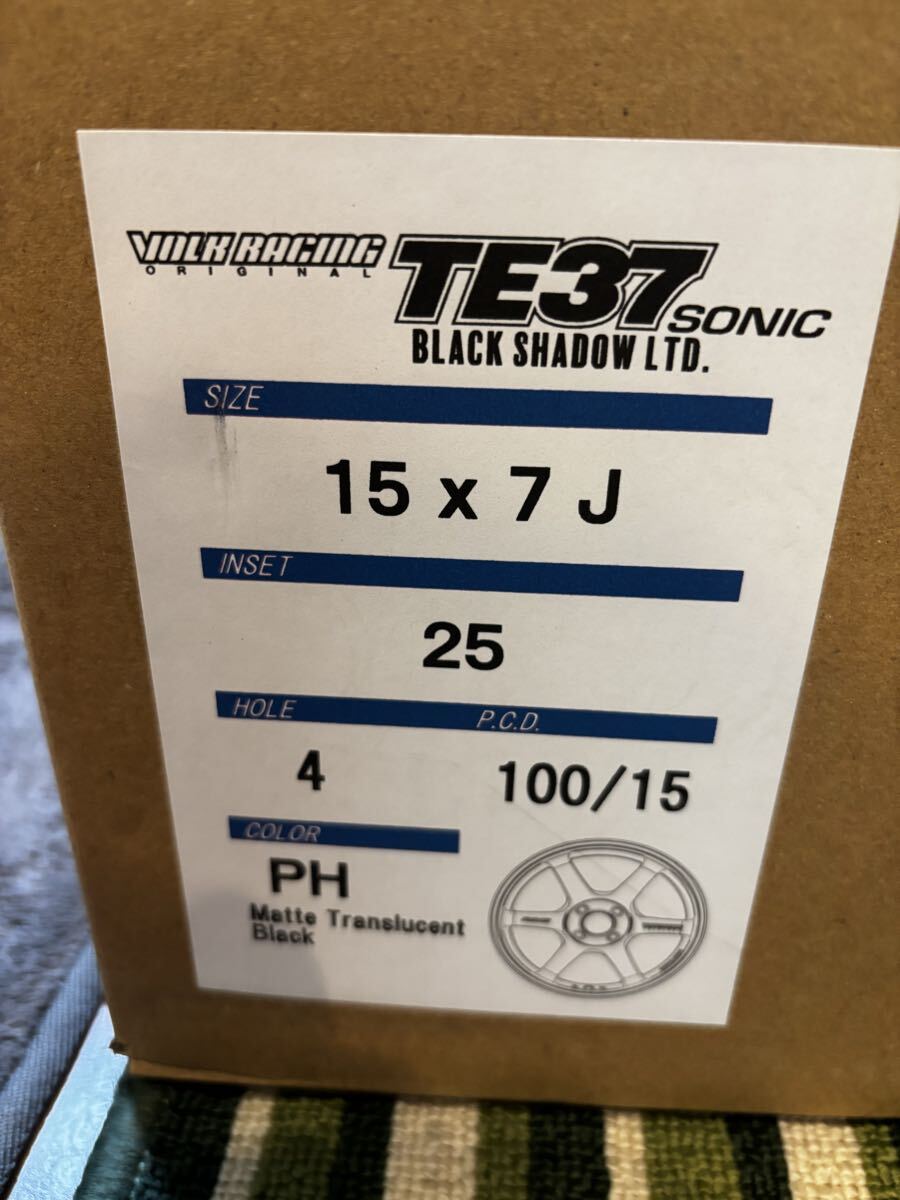 VOLK RACING TE37 SONIC
ORIGINAL
BLACK SHADOW LTD.
SIZE
15 x 7 J
INSET
25
HOLE P.C.D.
4 100/15
COLOR
PH
Matte Translucent
Black